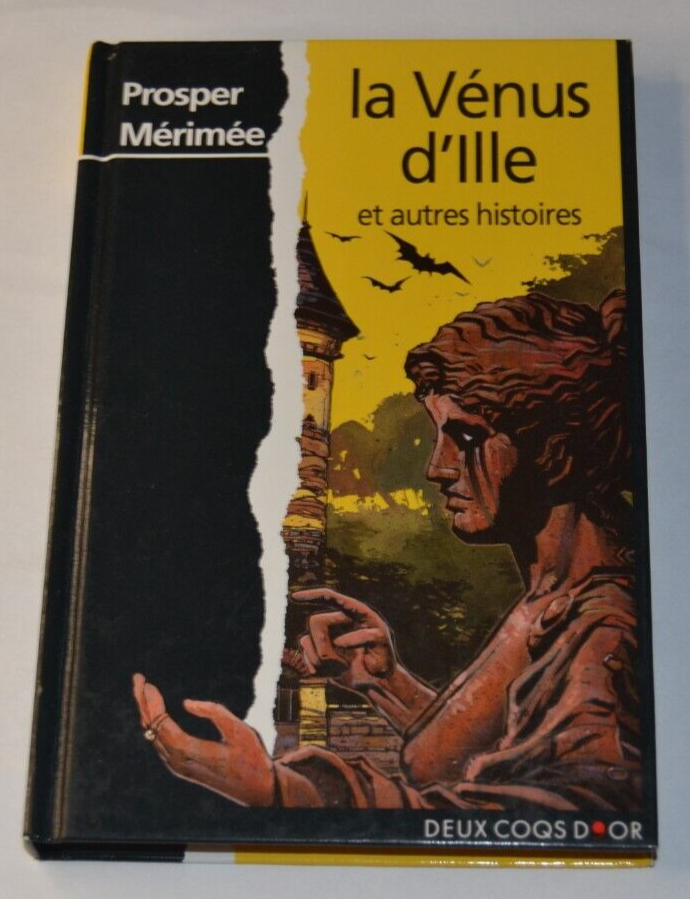 Prosper
Mérimée
la Vénus
d'Ille
et autres histoires
DEUX COQS D•OR